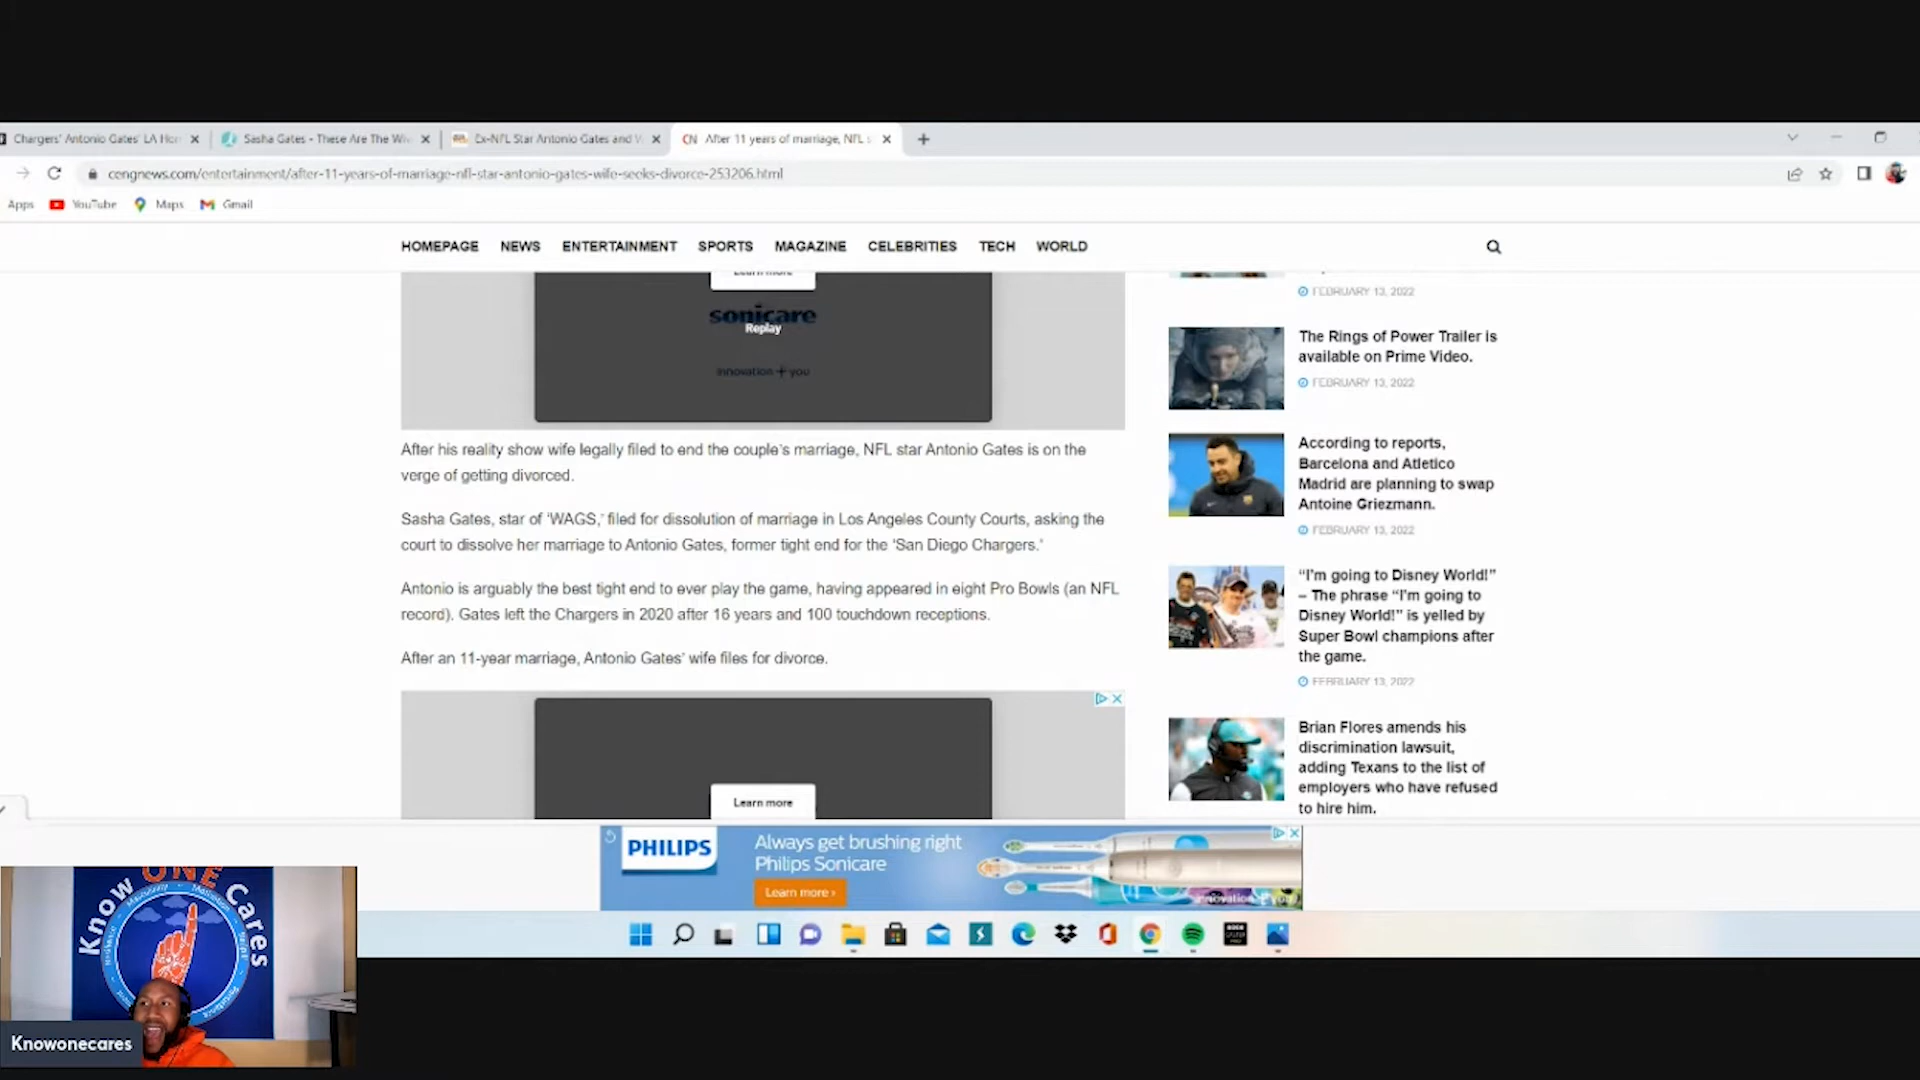 Chargers' Antonio Gates' LA Hor
Sasha Gates - These Are The Wi
Ex-NFL Star Antonio Gates and W
CN After 11 years of marriage, NFL s
cengnews.com/entertainment/after-11-years-of-marriage-nfl-star-antonio-gates-wife-seeks-divorce-253206.html
Apps YouTube Maps Gmail
HOMEPAGE NEWS ENTERTAINMENT SPORTS MAGAZINE CELEBRITIES TECH WORLD
Learn more
sonicare
Replay
innovation + you
After his reality show wife legally filed to end the couple's marriage, NFL star Antonio Gates is on the
verge of getting divorced.
Sasha Gates, star of 'WAGS,' filed for dissolution of marriage in Los Angeles County Courts, asking the
court to dissolve her marriage to Antonio Gates, former tight end for the 'San Diego Chargers.'
Antonio is arguably the best tight end to ever play the game, having appeared in eight Pro Bowls (an NFL
record). Gates left the Chargers in 2020 after 16 years and 100 touchdown receptions.
After an 11-year marriage, Antonio Gates' wife files for divorce.
Learn more
FEBRUARY 13, 2022
The Rings of Power Trailer is
available on Prime Video.
FEBRUARY 13, 2022
According to reports,
Barcelona and Atletico
Madrid are planning to swap
Antoine Griezmann.
FEBRUARY 13, 2022
"I'm going to Disney World!"
– The phrase "I'm going to
Disney World!" is yelled by
Super Bowl champions after
the game.
FEBRUARY 13, 2022
Brian Flores amends his
discrimination lawsuit,
adding Texans to the list of
employers who have refused
to hire him.
PHILIPS
Always get brushing right
Philips Sonicare
Learn more ›
innovation + you
Know ONE Cares
Knowonecares